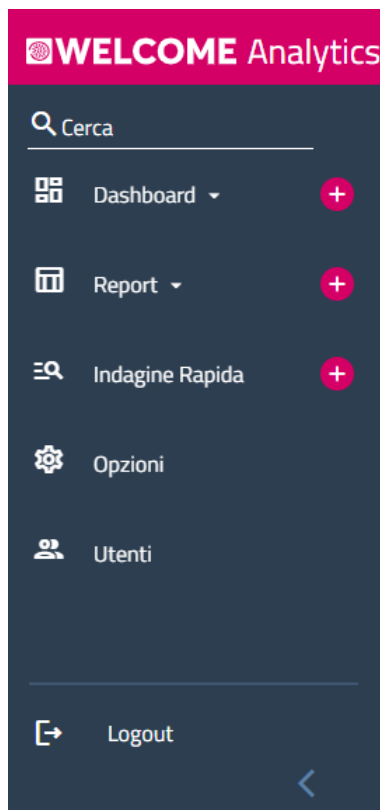 WELCOME Analytics
Cerca
Dashboard
Report
Indagine Rapida
Opzioni
Utenti
Logout